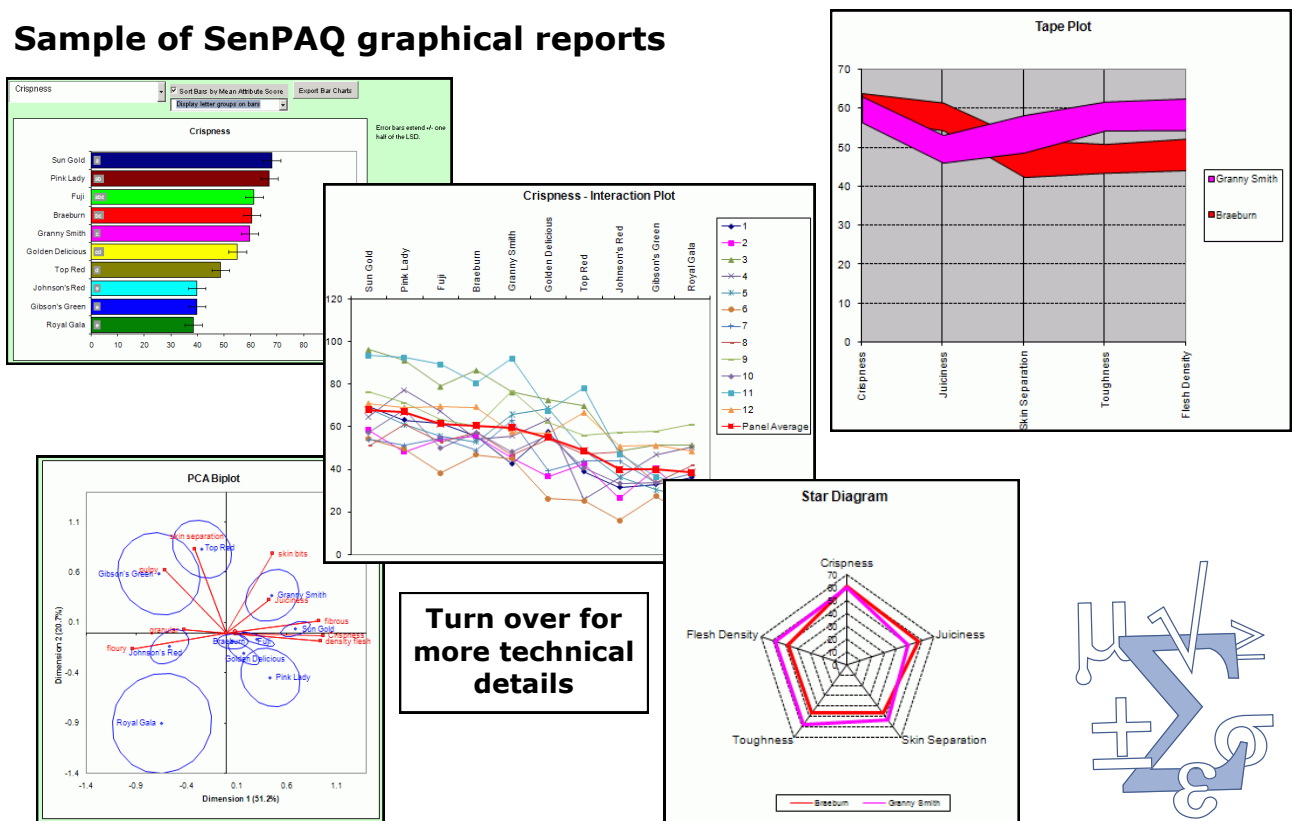 Sample of SenPAQ graphical reports
Crispness
Sort Bars by Mean Attribute Score
Export Bar Charts
Display letter groups on bars
Error bars extend +/- one
half of the LSD.
Crispness
Sun Gold
a
Pink Lady
ab
Fuji
abc
Braeburn
bc
Granny Smith
c
Golden Delicious
cd
Top Red
d
Johnson's Red
e
Gibson's Green
e
Royal Gala
e
0 10 20 30 40 50 60 70 80
Crispness - Interaction Plot
Sun Gold
Pink Lady
Fuji
Braeburn
Granny Smith
Golden Delicious
Top Red
Johnson's Red
Gibson's Green
Royal Gala
120
100
80
60
40
20
0
1
2
3
4
5
6
7
8
9
10
11
12
Panel Average
Tape Plot
70
60
50
40
30
20
10
0
Crispness
Juiciness
Skin Separation
Toughness
Flesh Density
Granny Smith
Braeburn
PCA Biplot
Dimension 2 (20.7%)
1.1
0.6
0.1
-0.4
-0.9
-1.4
-1.4 -0.9 -0.4 0.1 0.6 1.1
Dimension 1 (51.2%)
skin separation
Top Red
skin bits
Gibson's Green
pulpy
Granny Smith
Juiciness
fibrous
granular
Sun Gold
Crispness
Braeburn
Fuji
density flesh
floury
Johnson's Red
Golden Delicious
Pink Lady
Royal Gala
Turn over for
more technical
details
Star Diagram
Crispness
70
60
50
40
30
20
10
0
Flesh Density
Juiciness
Toughness
Skin Separation
Braeburn
Granny Smith
μ √ ≥ ± Σ σ ε